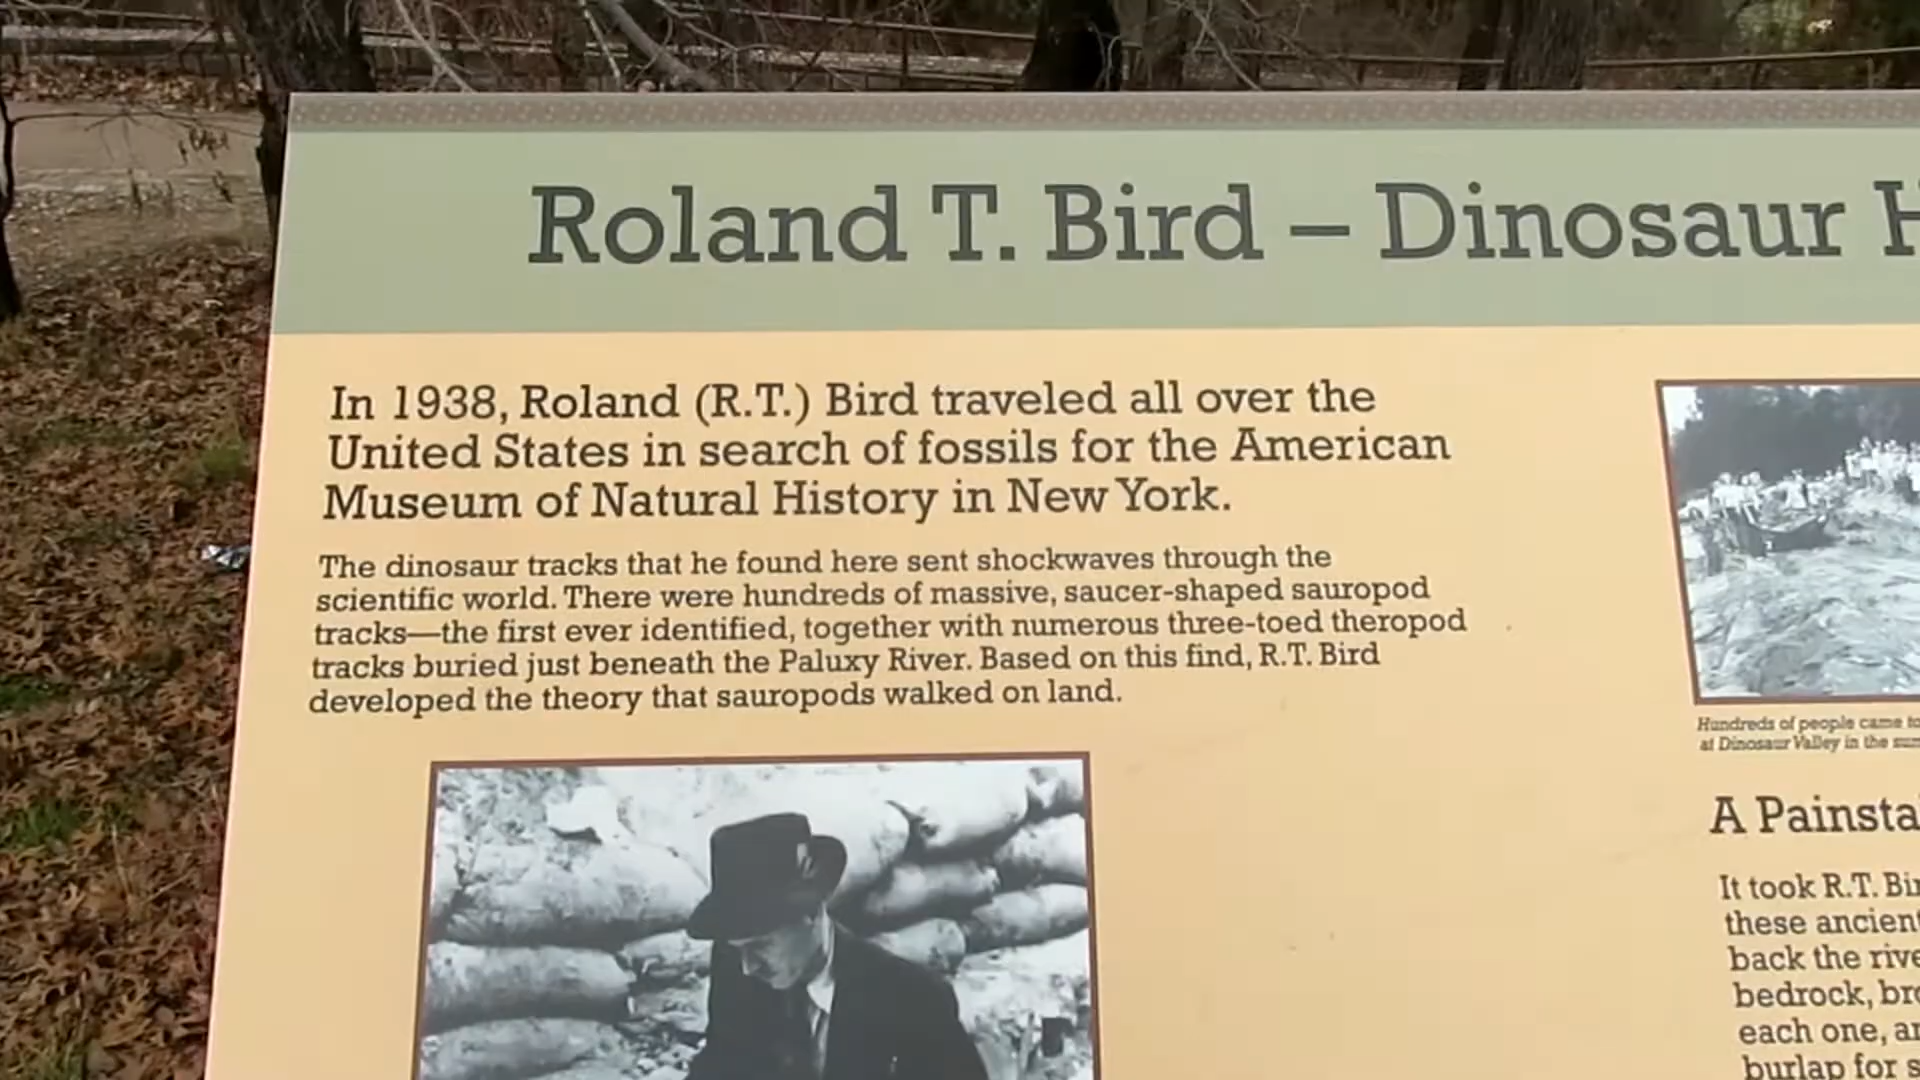 Roland T. Bird – Dinosaur
In 1938, Roland (R.T.) Bird traveled all over the
United States in search of fossils for the American
Museum of Natural History in New York.
The dinosaur tracks that he found here sent shockwaves through the
scientific world. There were hundreds of massive, saucer-shaped sauropod
tracks—the first ever identified, together with numerous three-toed theropod
tracks buried just beneath the Paluxy River. Based on this find, R.T. Bird
developed the theory that sauropods walked on land.
Hundreds of people came to
at Dinosaur Valley in the
A
It took R.T.
these
back the
bedrock,
each one,
burlap for